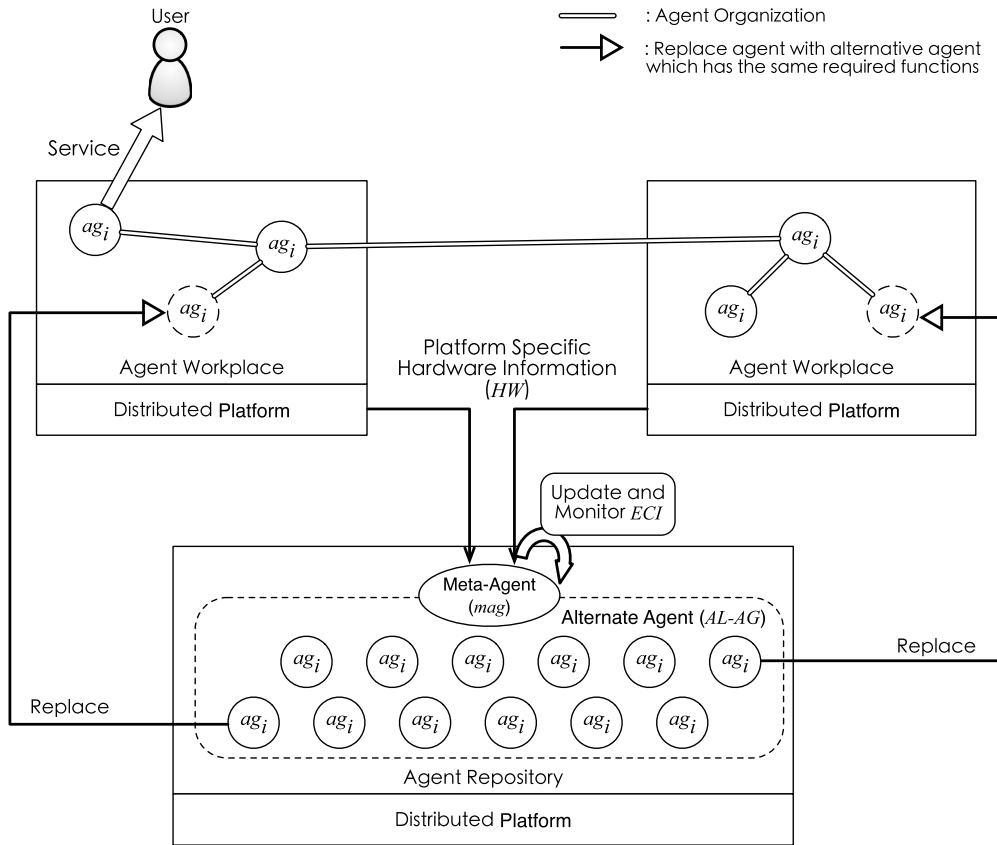 User
: Agent Organization
: Replace agent with alternative agent
which has the same required functions
Service
ag_i
ag_i
ag_i
ag_i
ag_i
ag_i
Agent Workplace
Agent Workplace
Platform Specific
Hardware Information
(HW)
Distributed Platform
Distributed Platform
Update and
Monitor ECI
Meta-Agent
(mag)
Alternate Agent (AL-AG)
ag_i ag_i ag_i ag_i ag_i ag_i
Replace
Replace
ag_i ag_i ag_i ag_i ag_i ag_i
Agent Repository
Distributed Platform